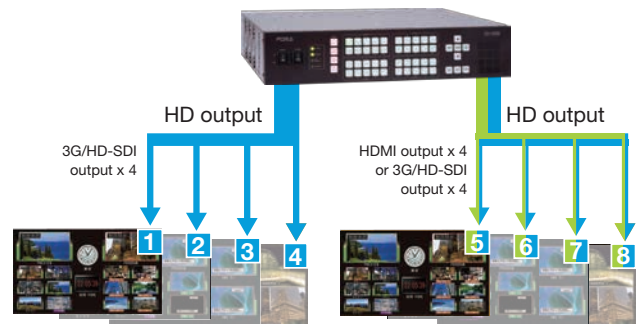 HD output
3G/HD-SDI
output x 4
HD output
HDMI output x 4
or 3G/HD-SDI
output x 4
1
2
3
4
5
6
7
8